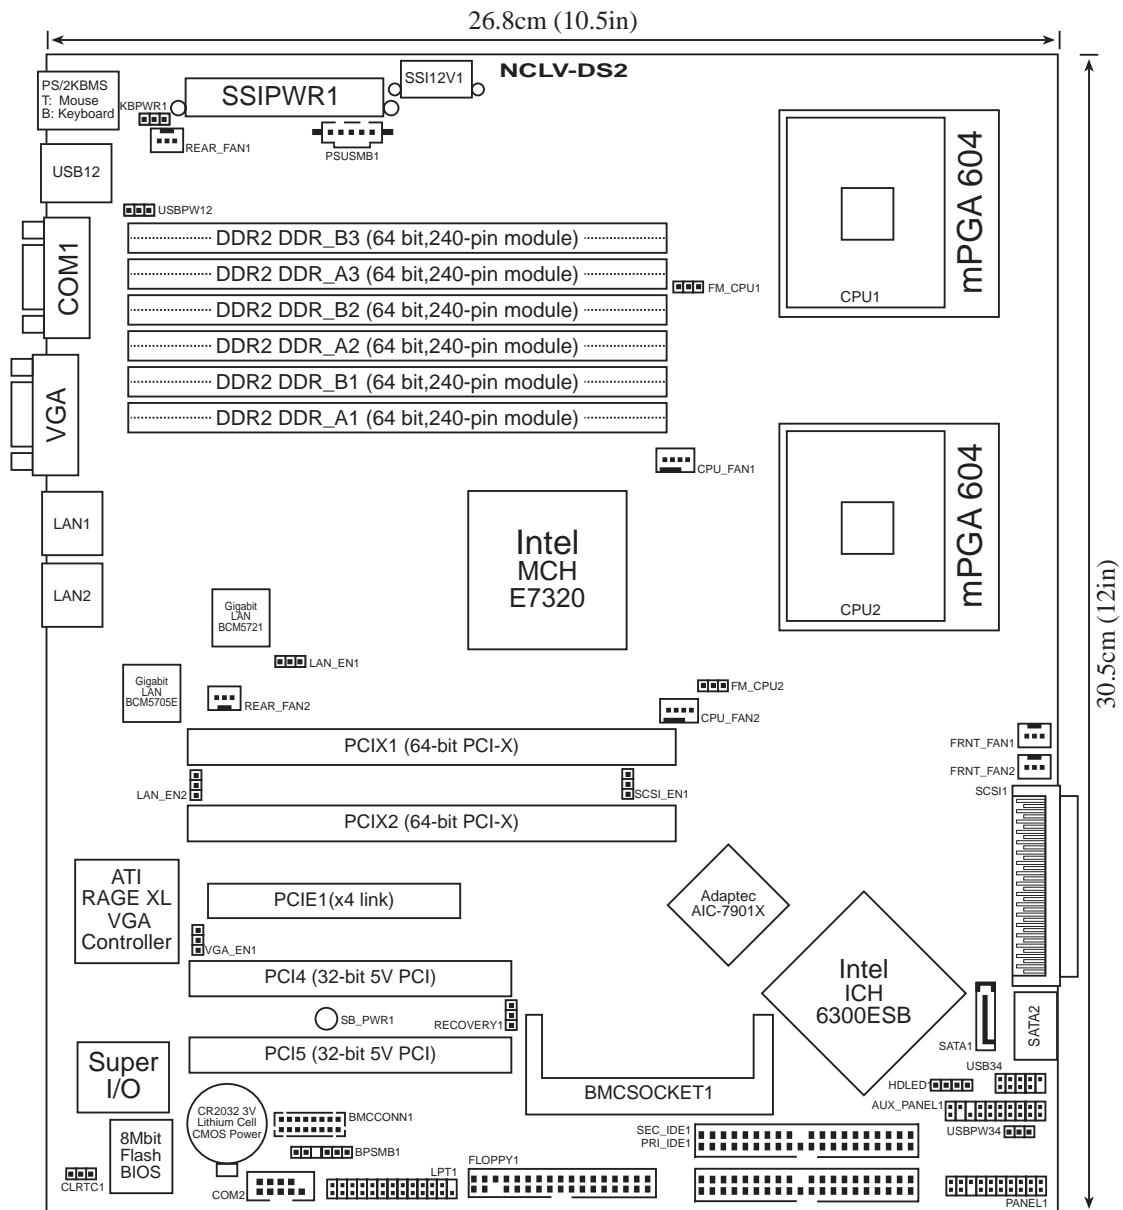 26.8cm (10.5in)
NCLV-DS2
PS/2KBMS
T: Mouse
B: Keyboard
KBPWR1
SSIPWR1
SSI12V1
REAR_FAN1
PSUSMB1
USB12
USBPW12
COM1
DDR2 DDR_B3 (64 bit,240-pin module)
DDR2 DDR_A3 (64 bit,240-pin module)
DDR2 DDR_B2 (64 bit,240-pin module)
DDR2 DDR_A2 (64 bit,240-pin module)
DDR2 DDR_B1 (64 bit,240-pin module)
DDR2 DDR_A1 (64 bit,240-pin module)
FM_CPU1
CPU1
mPGA 604
VGA
CPU_FAN1
LAN1
LAN2
Intel
MCH
E7320
CPU2
mPGA 604
30.5cm (12in)
Gigabit
LAN
BCM5721
LAN_EN1
Gigabit
LAN
BCM5705E
REAR_FAN2
FM_CPU2
CPU_FAN2
PCIX1 (64-bit PCI-X)
FRNT_FAN1
FRNT_FAN2
LAN_EN2
SCSI_EN1
SCSI1
PCIX2 (64-bit PCI-X)
ATI
RAGE XL
VGA
Controller
PCIE1(x4 link)
Adaptec
AIC-7901X
VGA_EN1
PCI4 (32-bit 5V PCI)
Intel
ICH
6300ESB
SB_PWR1
RECOVERY1
SATA1
SATA2
PCI5 (32-bit 5V PCI)
Super
I/O
USB34
HDLED1
BMCSOCKET1
AUX_PANEL1
CR2032 3V
Lithium Cell
CMOS Power
BMCCONN1
SEC_IDE1
PRI_IDE1
USBPW34
8Mbit
Flash
BIOS
BPSMB1
CLRTC1
COM2
LPT1
FLOPPY1
PANEL1